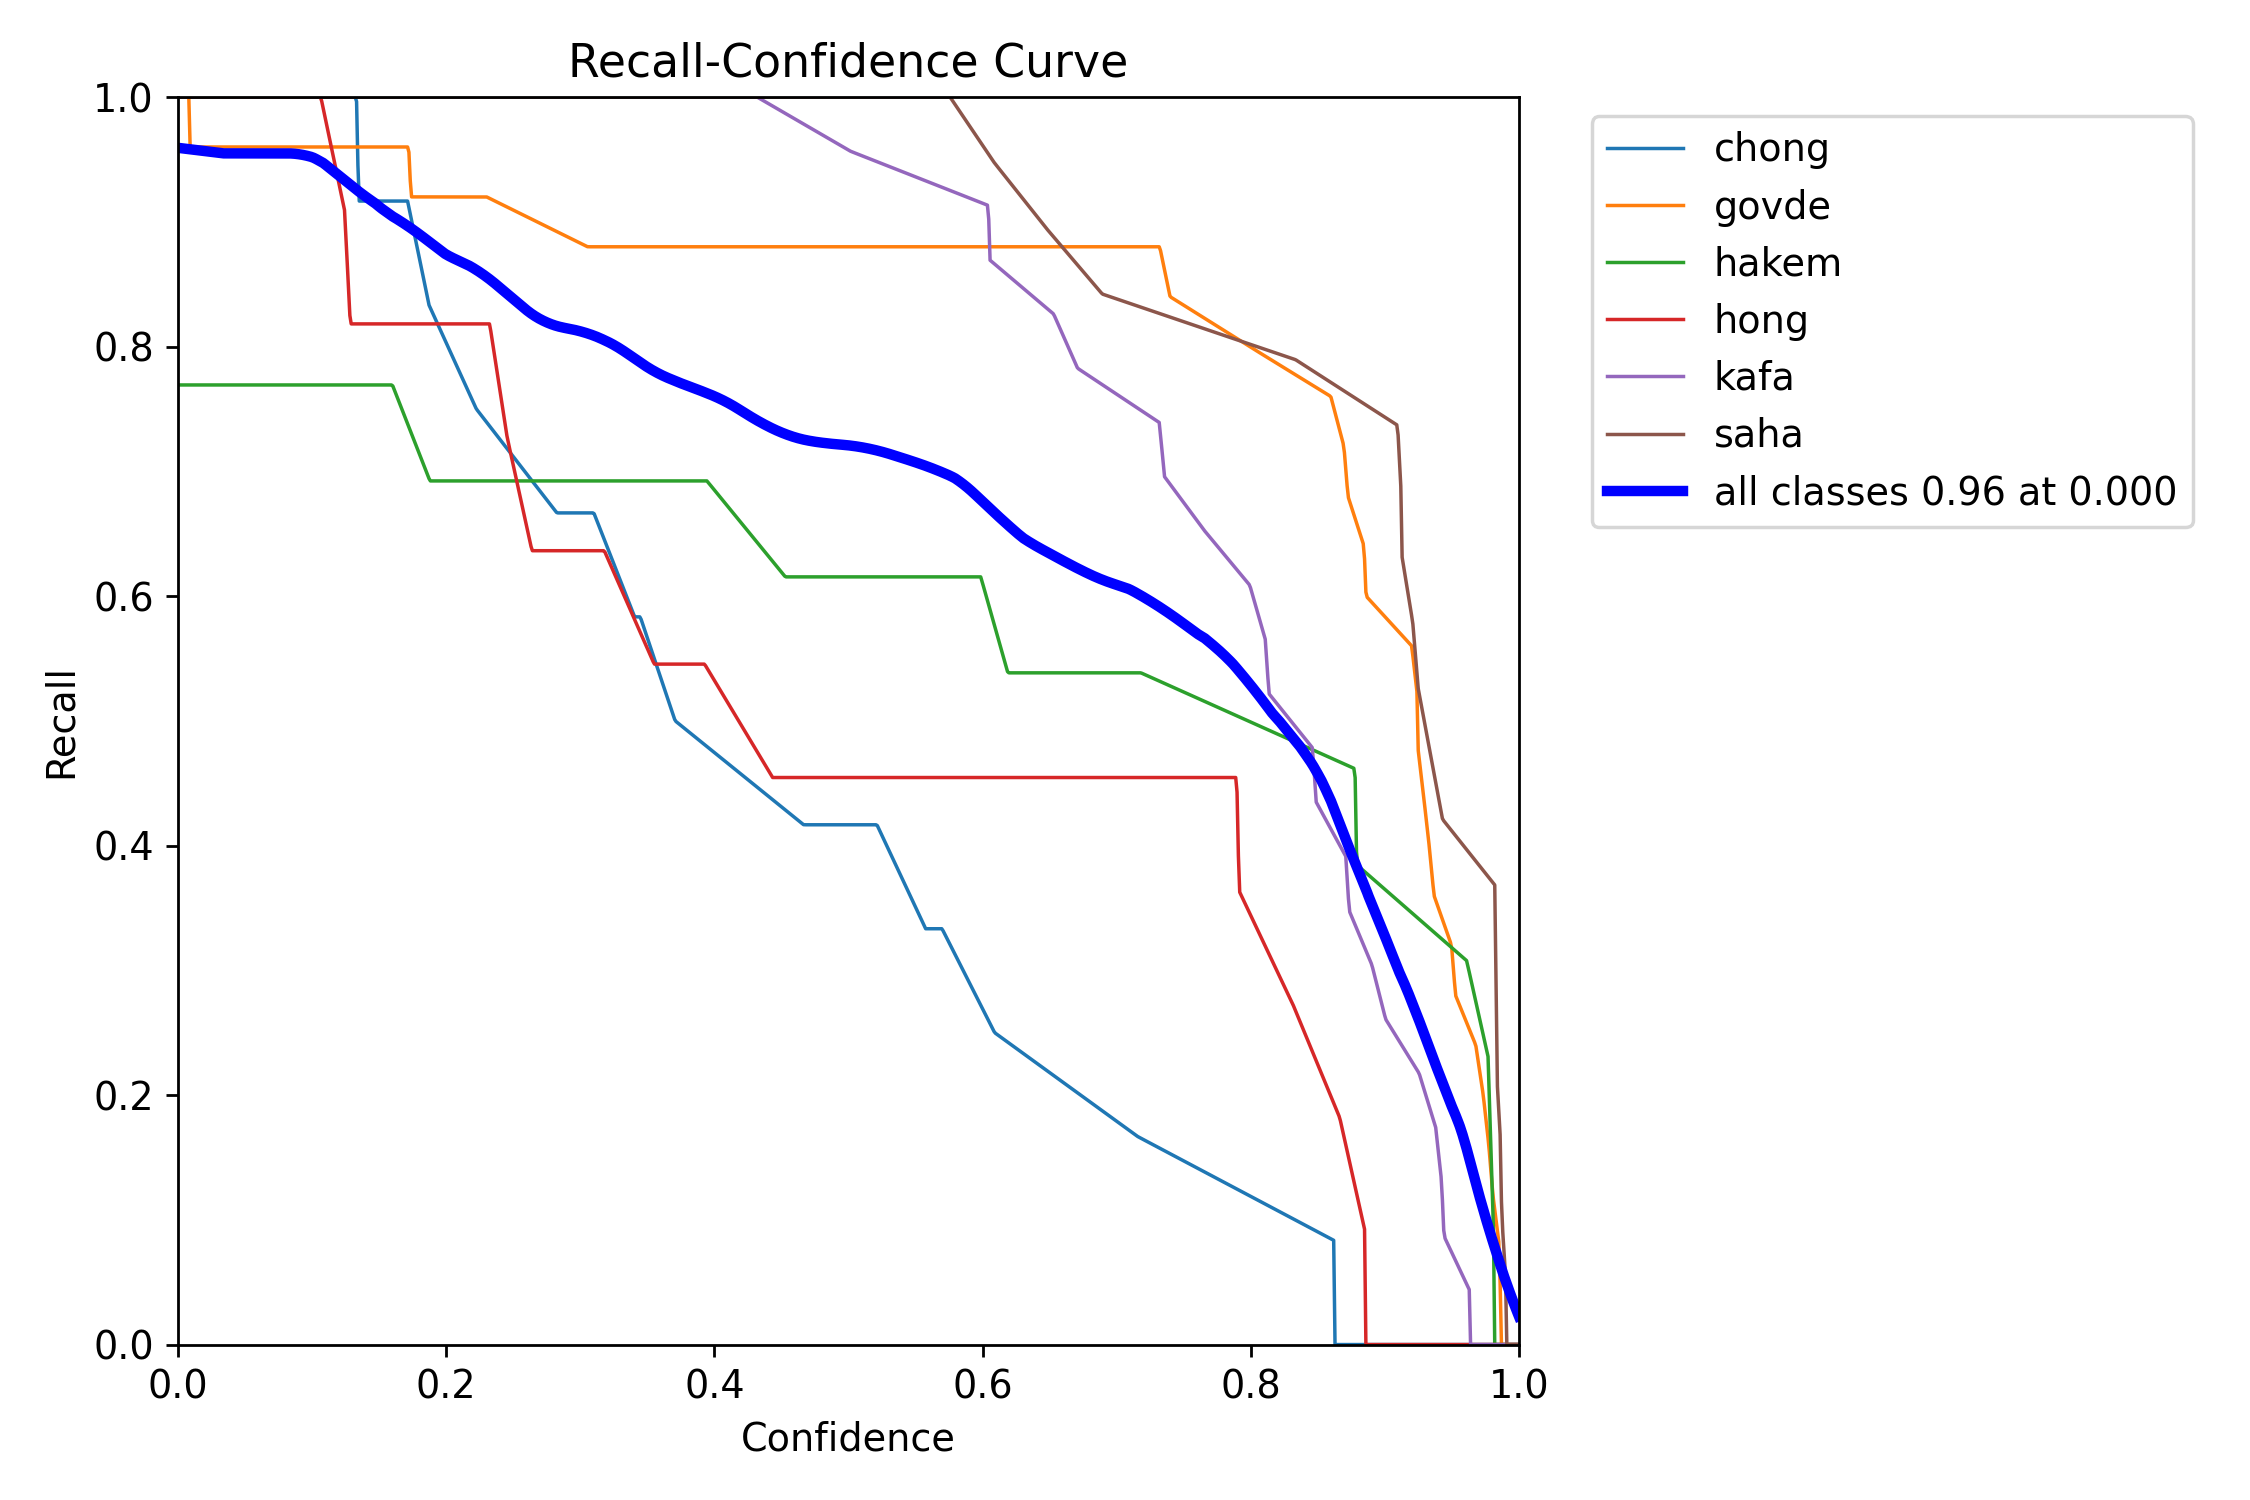 Recall-Confidence Curve
1.0
0.8
0.6
0.4
0.2
0.0
Recall
0.0 0.2 0.4 0.6 0.8 1.0
Confidence
chong
govde
hakem
hong
kafa
saha
all classes 0.96 at 0.000